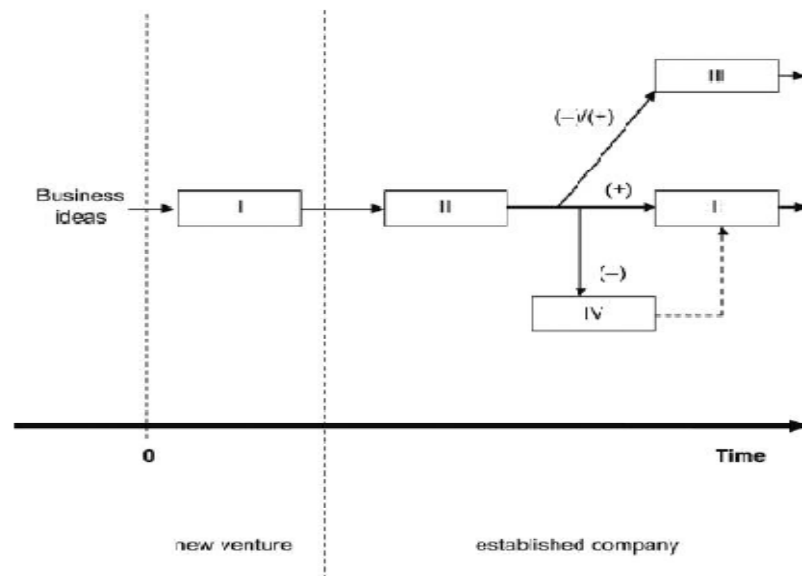 III
(–)/(+)
Business
ideas
I
II
(+)
(–)
IV
0
Time
new venture
established company